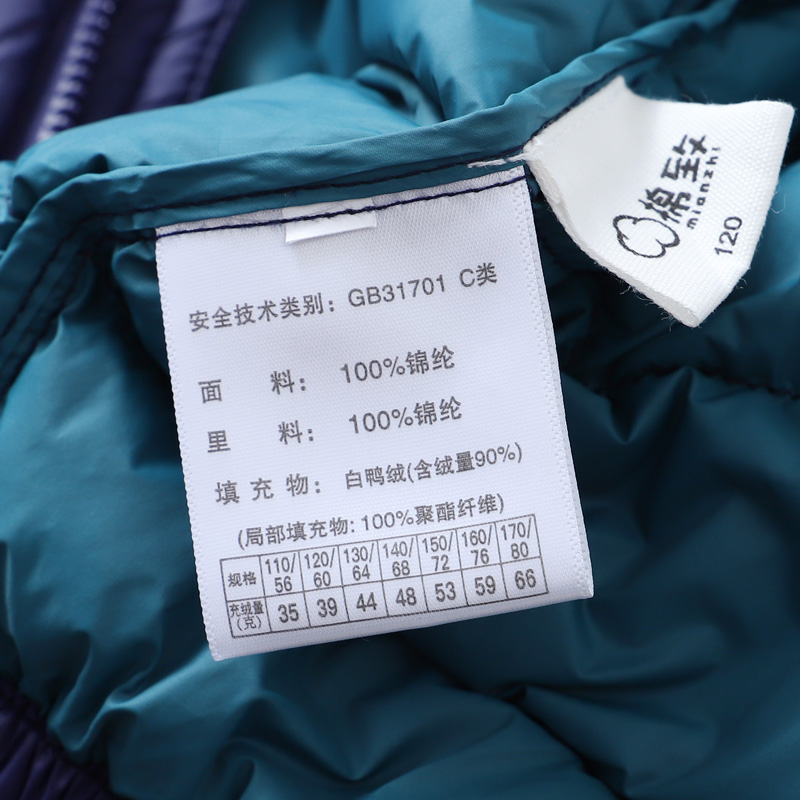 安全技术类别: GB31701 C类
面 料: 100%锦纶
里 料: 100%锦纶
填 充 物: 白鸭绒(含绒量90%)
(局部填充物: 100%聚酯纤维)
规格 110/56 120/60 130/64 140/68 150/72 160/76 170/80
充绒量(克) 35 39 44 48 53 59 66
棉至
mianzhi
120